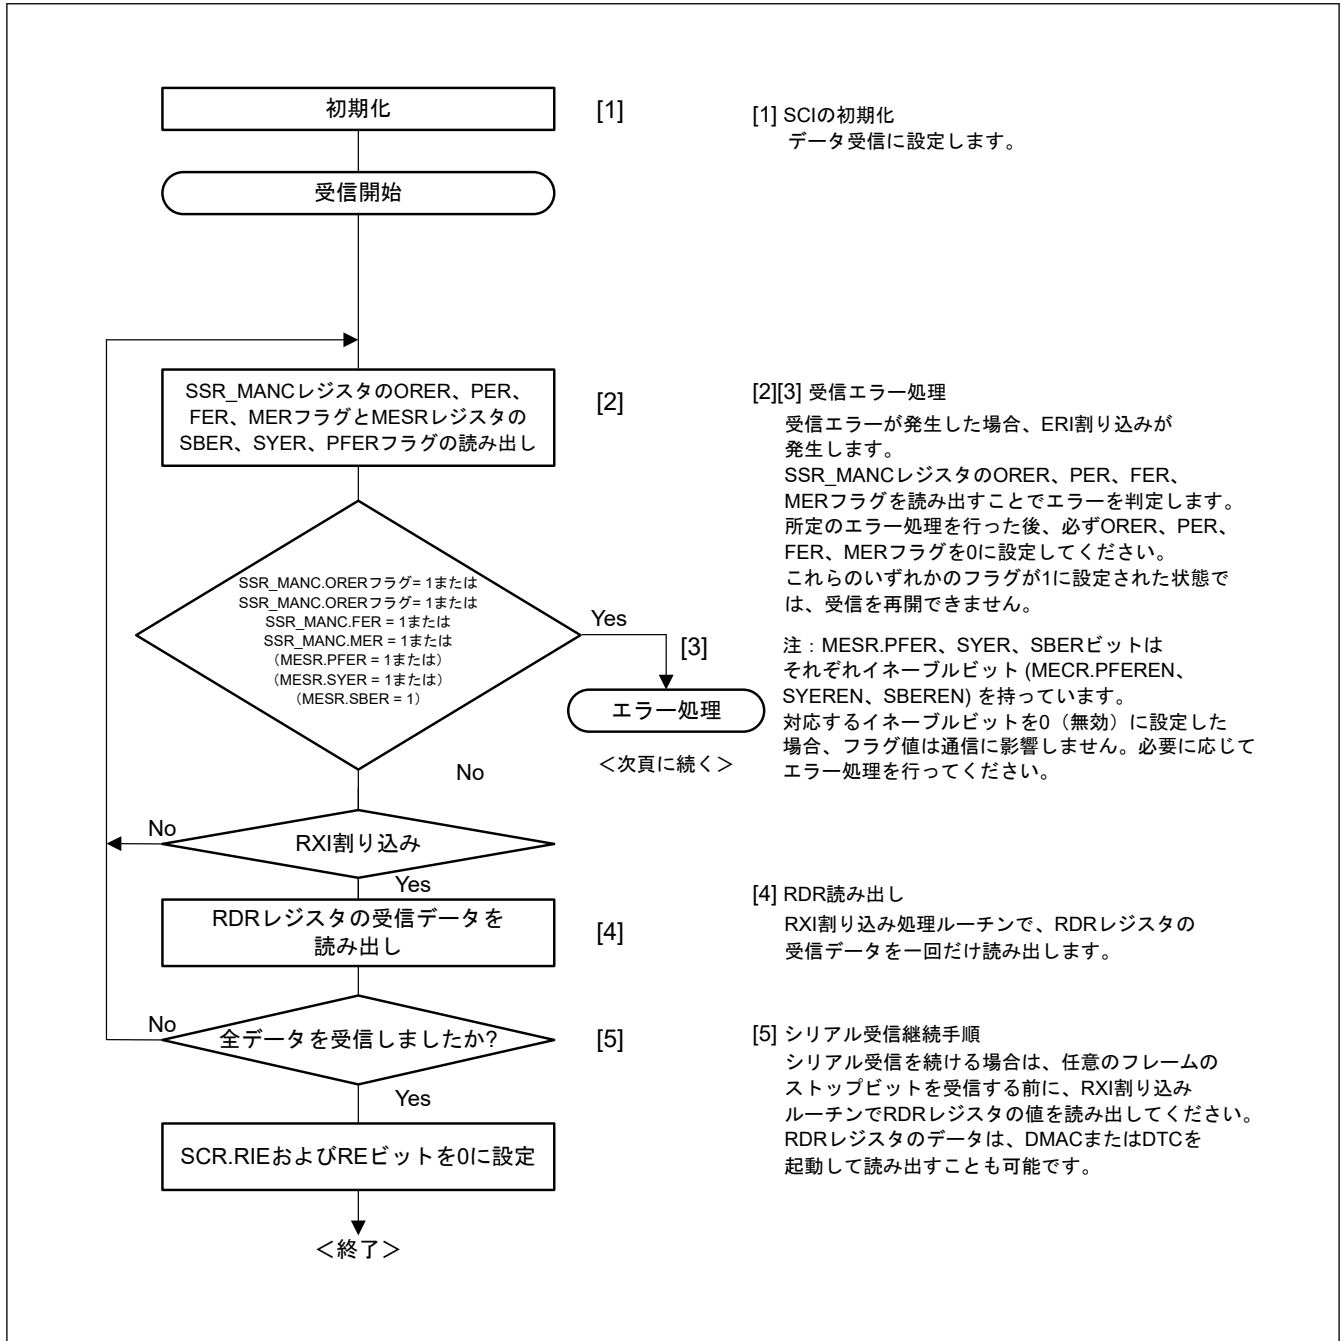 初期化
[1]
[1] SCIの初期化
データ受信に設定します。
受信開始
SSR_MANCレジスタのORER、PER、
FER、MERフラグとMESRレジスタの
SBER、SYER、PFERフラグの読み出し
[2]
[2][3] 受信エラー処理
受信エラーが発生した場合、ERI割り込みが
発生します。
SSR_MANCレジスタのORER、PER、FER、
MERフラグを読み出すことでエラーを判定します。
所定のエラー処理を行った後、必ずORER、PER、
FER、MERフラグを0に設定してください。
これらのいずれかのフラグが1に設定された状態で
は、受信を再開できません。
注：MESR.PFER、SYER、SBERビットは
それぞれイネーブルビット (MECR.PFEREN、
SYEREN、SBEREN) を持っています。
対応するイネーブルビットを0（無効）に設定した
場合、フラグ値は通信に影響しません。必要に応じて
エラー処理を行ってください。
SSR_MANC.ORERフラグ= 1または
SSR_MANC.ORERフラグ= 1または
SSR_MANC.FER = 1または
SSR_MANC.MER = 1または
（MESR.PFER = 1または）
（MESR.SYER = 1または）
（MESR.SBER = 1）
Yes
[3]
エラー処理
＜次頁に続く＞
No
RXI割り込み
No
Yes
RDRレジスタの受信データを
読み出し
[4]
[4] RDR読み出し
RXI割り込み処理ルーチンで、RDRレジスタの
受信データを一回だけ読み出します。
No
全データを受信しましたか?
[5]
[5] シリアル受信継続手順
シリアル受信を続ける場合は、任意のフレームの
ストップビットを受信する前に、RXI割り込み
ルーチンでRDRレジスタの値を読み出してください。
RDRレジスタのデータは、DMACまたはDTCを
起動して読み出すことも可能です。
Yes
SCR.RIEおよびREビットを0に設定
＜終了＞